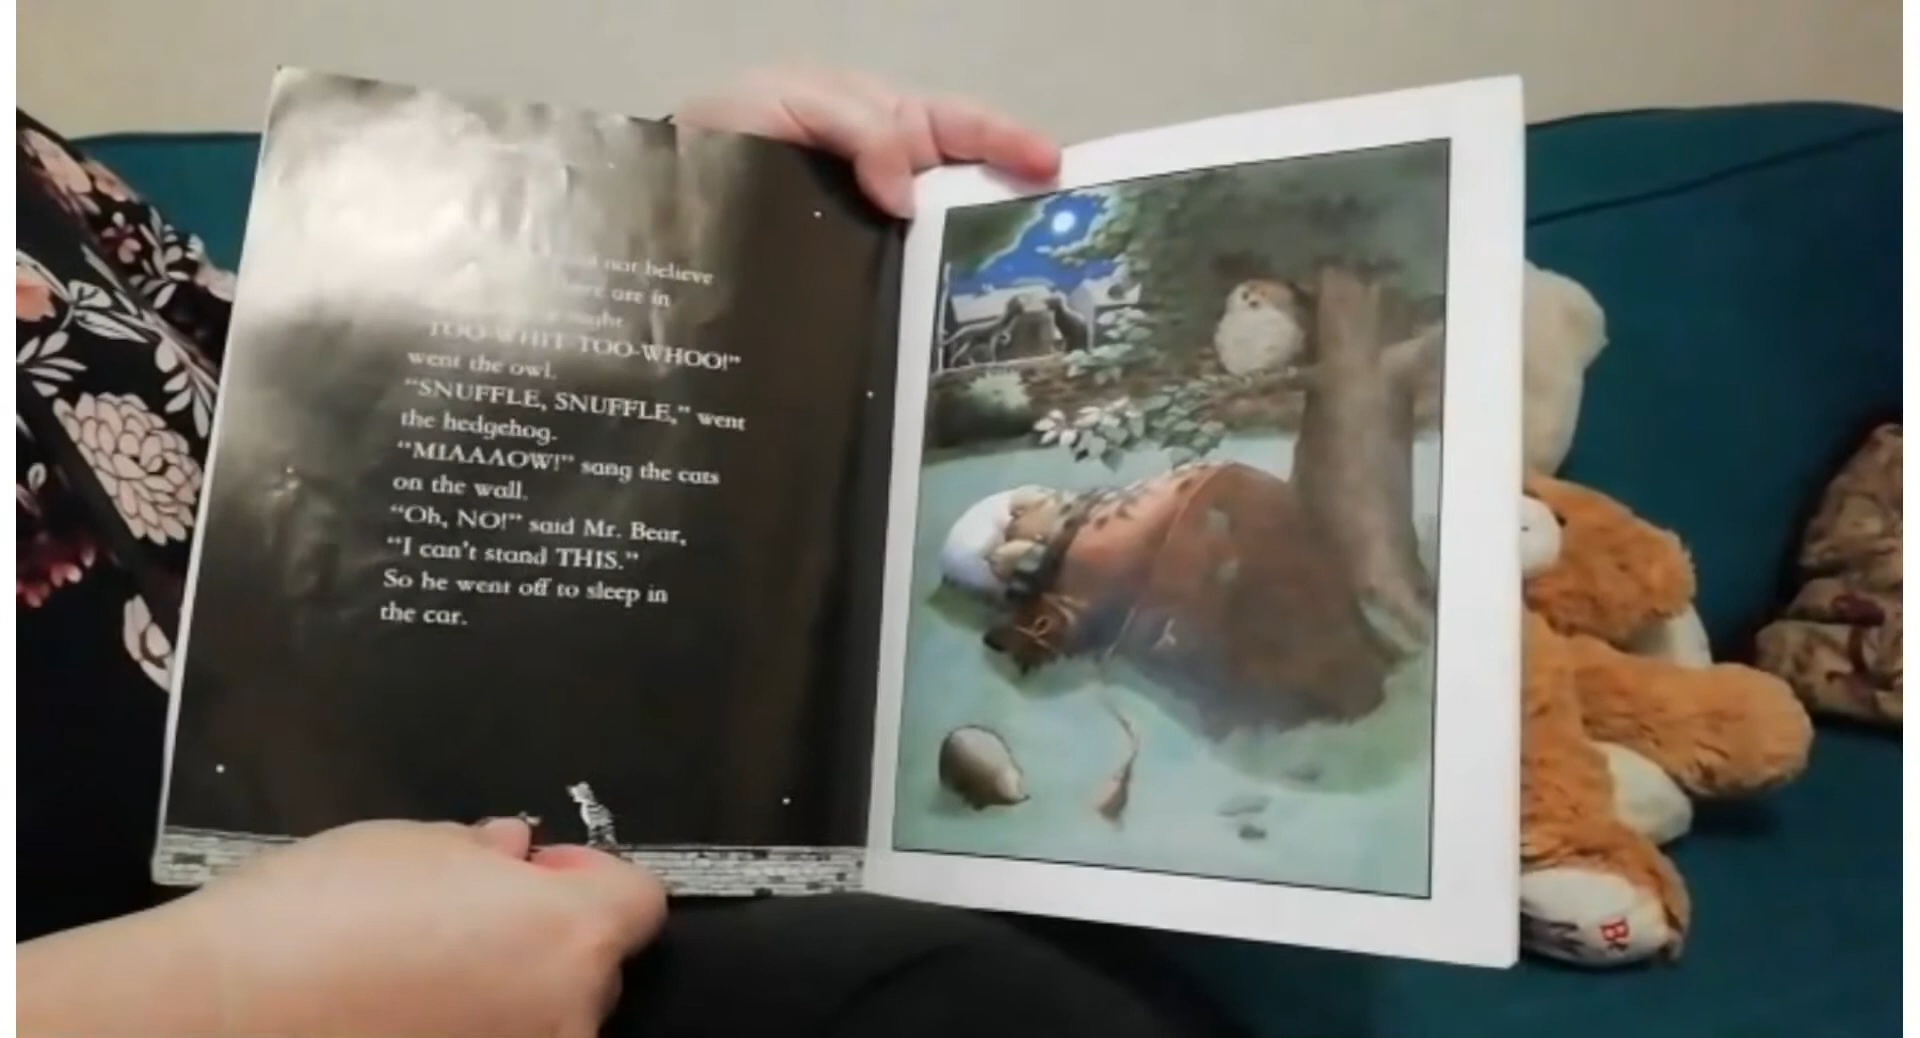 not believe
are in
night
TOO-WHIT-TOO-WHOO!”
went the owl.
“SNUFFLE, SNUFFLE,” went
the hedgehog.
“MIAAAOW!” sang the cats
on the wall.
“Oh, NO!” said Mr. Bear,
“I can't stand THIS.”
So he went off to sleep in
the car.